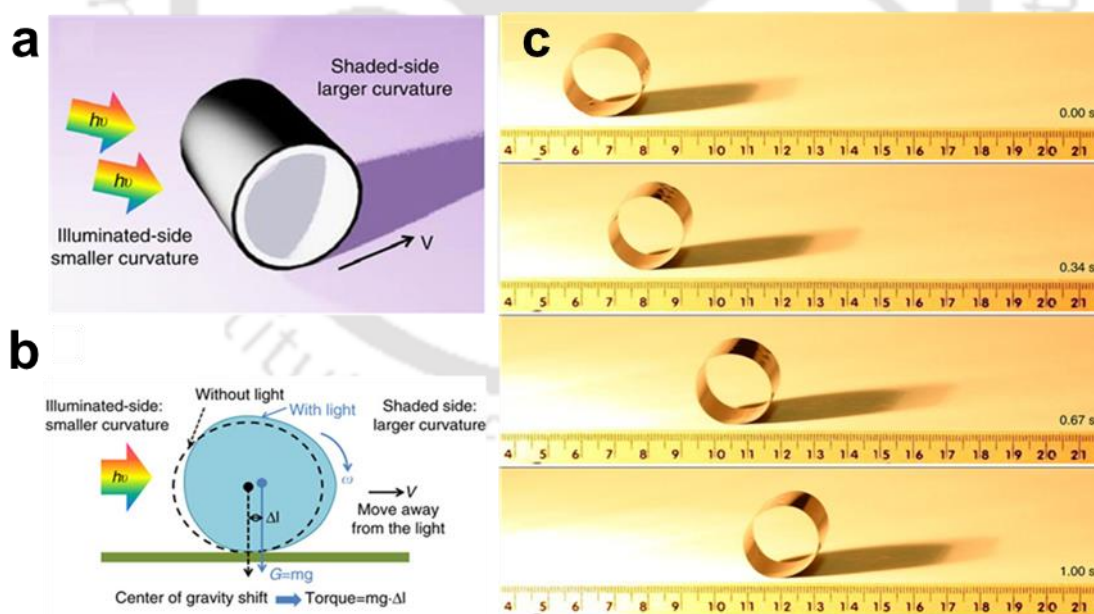 a
hυ
hυ
Shaded-side
larger curvature
Illuminated-side
smaller curvature
V
b
Without light
Illuminated-side:
smaller curvature
With light
Shaded side:
larger curvature
hυ
ω
V
Move away
from the light
Δl
G=mg
Center of gravity shift
Torque=mg·Δl
c
0.00 s
4 5 6 7 8 9 10 11 12 13 14 15 16 17 18 19 20 21
0.34 s
4 5 6 7 8 9 10 11 12 13 14 15 16 17 18 19 20 21
0.67 s
4 5 6 7 8 9 10 11 12 13 14 15 16 17 18 19 20 21
1.00 s
4 5 6 7 8 9 10 11 12 13 14 15 16 17 18 19 20 21